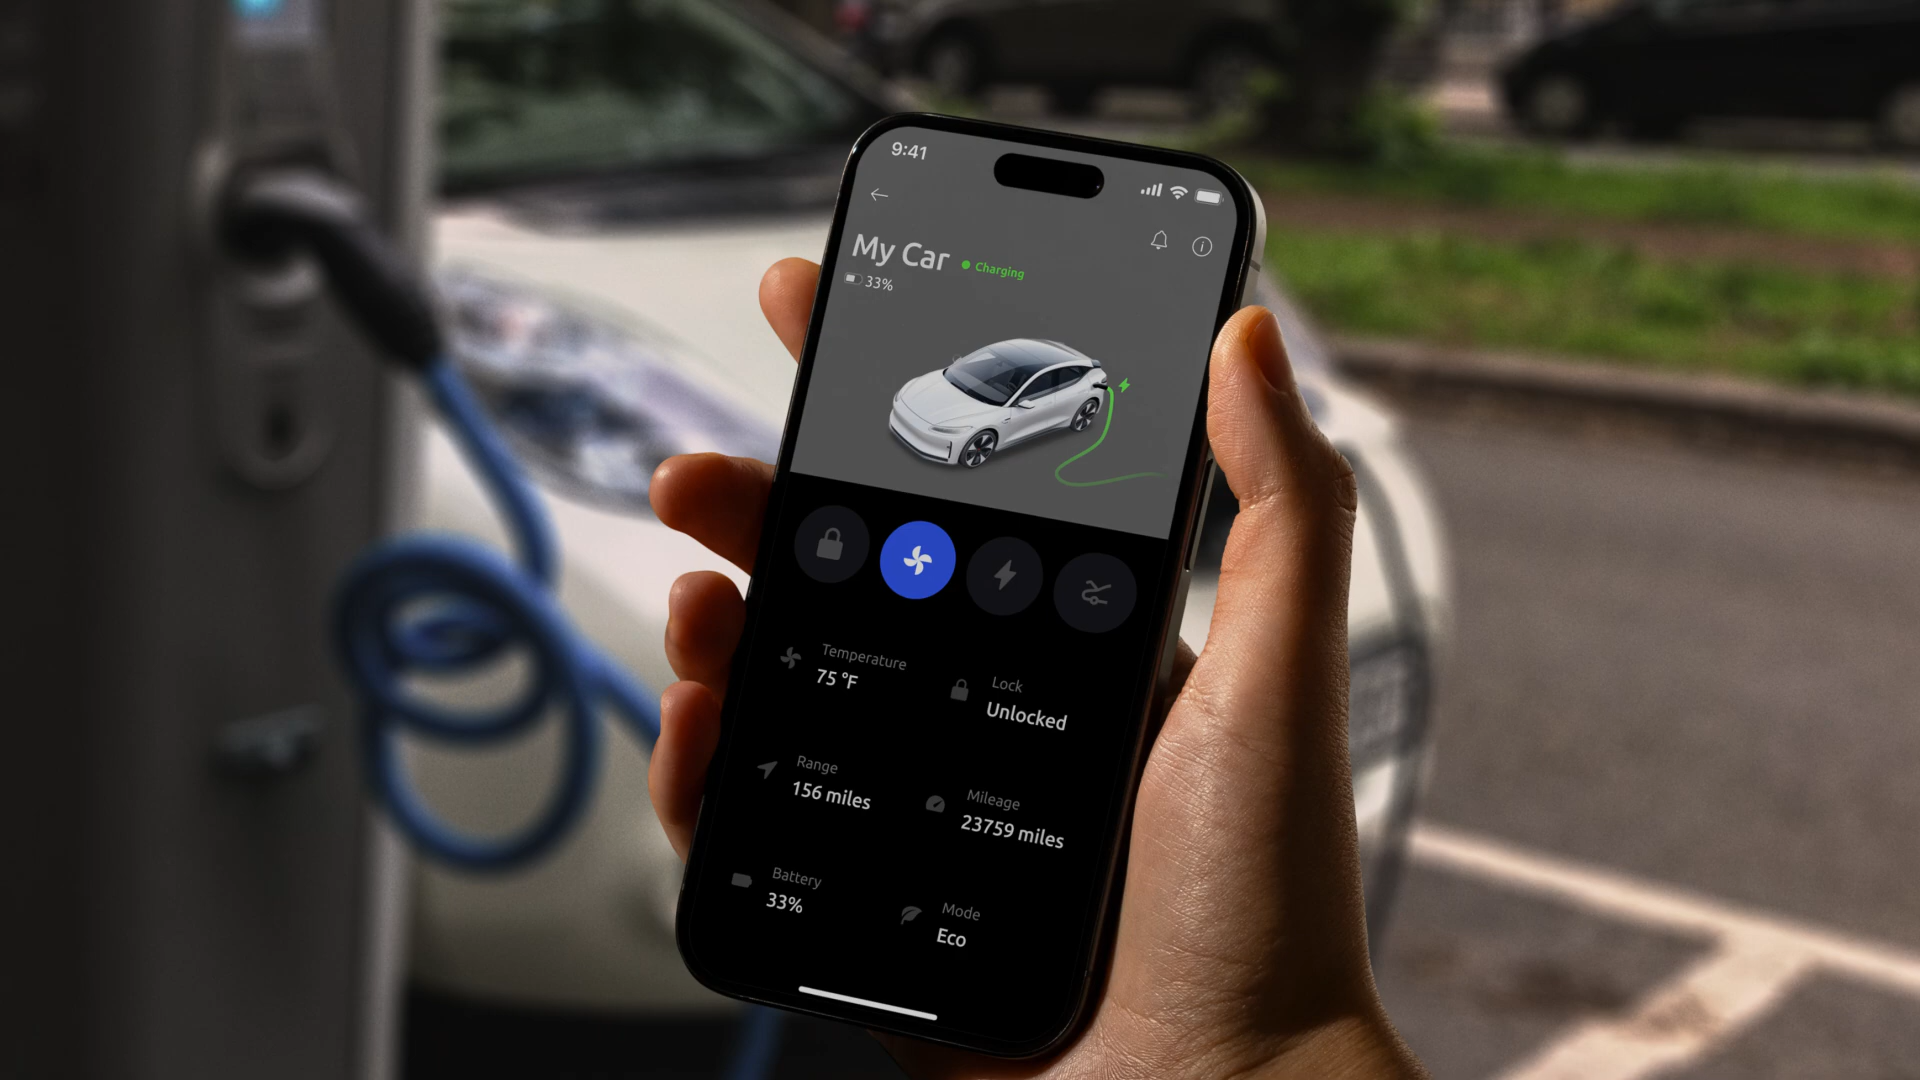 9:41
My Car
Charging
33%
Temperature
75 °F
Lock
Unlocked
Range
156 miles
Mileage
23759 miles
Battery
33%
Mode
Eco